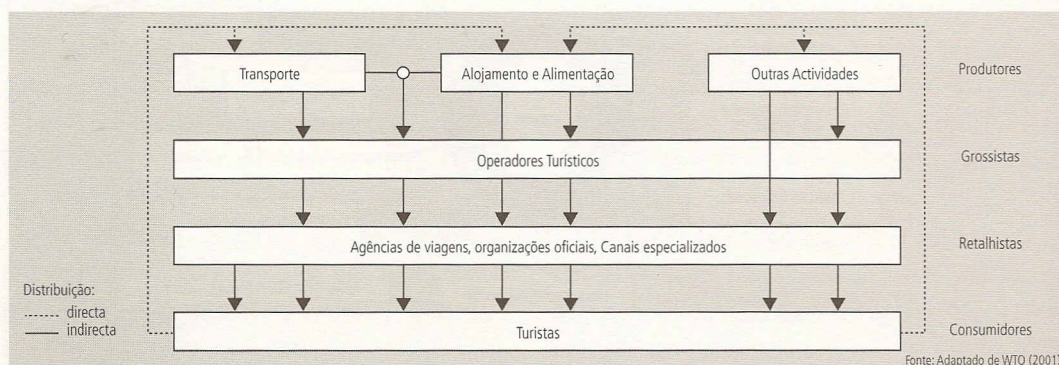 Transporte
Alojamento e Alimentação
Outras Actividades
Produtores
Operadores Turísticos
Grossistas
Agências de viagens, organizações oficiais, Canais especializados
Retalhistas
Distribuição:
directa
indirecta
Turistas
Consumidores
Fonte: Adaptado de WTO (2001)